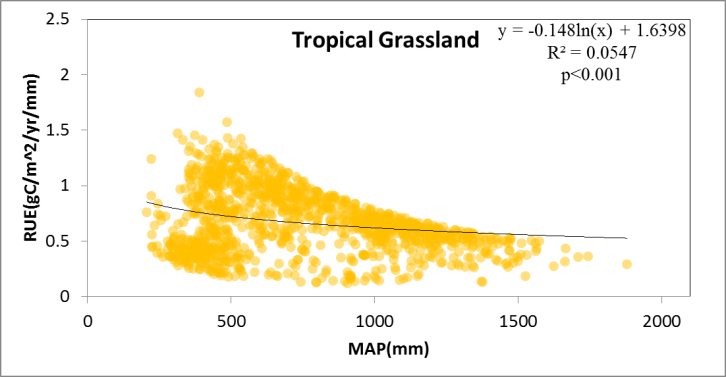 Tropical Grassland
y = -0.148ln(x) + 1.6398
R² = 0.0547
p<0.001
RUE(gC/m^2/yr/mm)
2.5
2
1.5
1
0.5
0
0 500 1000 1500 2000
MAP(mm)